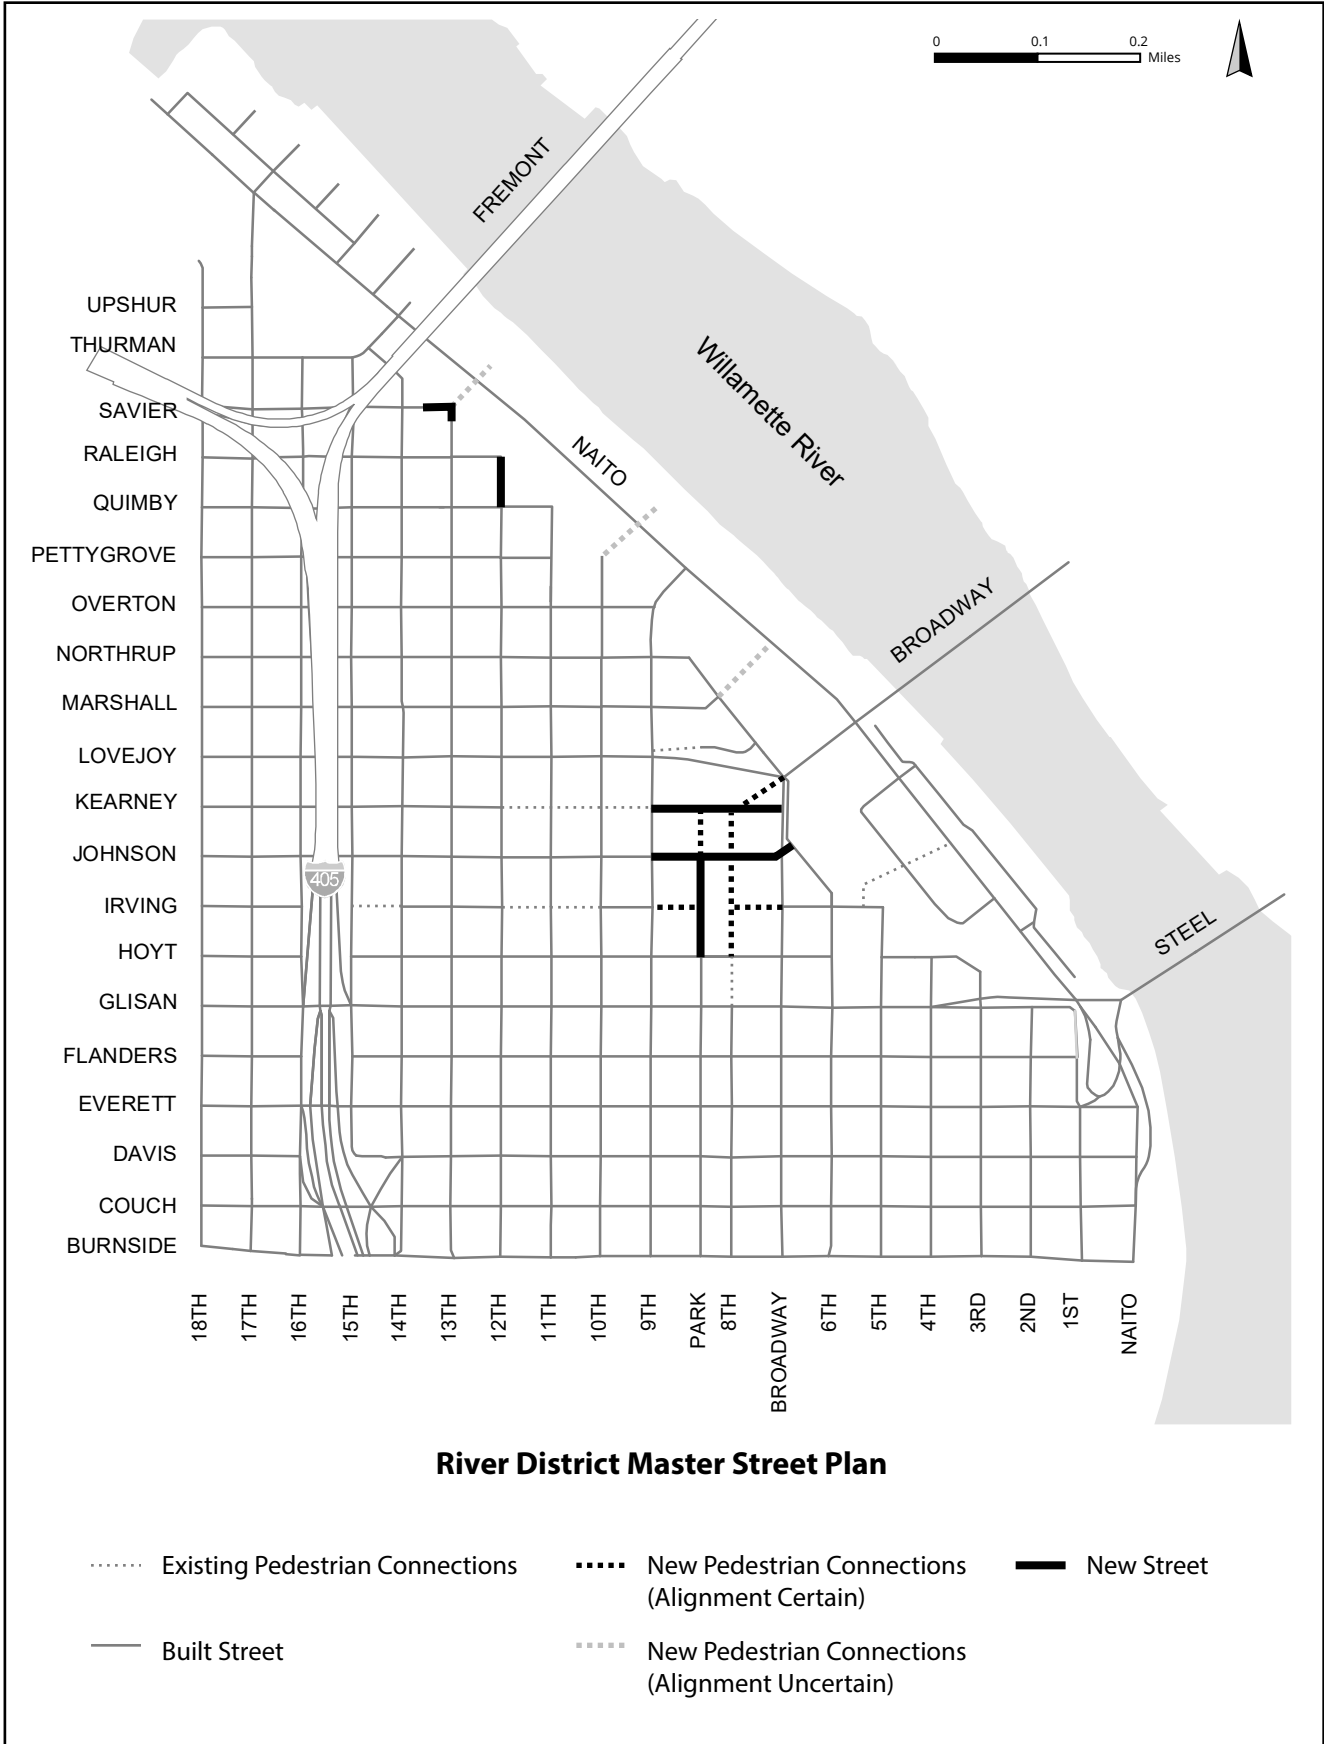 0 0.1 0.2
Miles
FREMONT
UPSHUR
THURMAN
SAVIER
RALEIGH
QUIMBY
PETTYGROVE
OVERTON
NORTHRUP
MARSHALL
LOVEJOY
KEARNEY
JOHNSON
IRVING
HOYT
GLISAN
FLANDERS
EVERETT
DAVIS
COUCH
BURNSIDE
Willamette River
NAITO
BROADWAY
405
STEEL
18TH
17TH
16TH
15TH
14TH
13TH
12TH
11TH
10TH
9TH
PARK
8TH
BROADWAY
6TH
5TH
4TH
3RD
2ND
1ST
NAITO
River District Master Street Plan
Existing Pedestrian Connections
Built Street
New Pedestrian Connections
(Alignment Certain)
New Pedestrian Connections
(Alignment Uncertain)
New Street